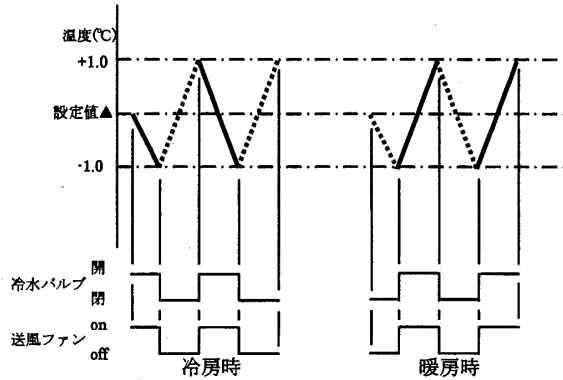 温度(℃)
+1.0
設定値▲
-1.0
冷水バルブ
開
閉
送風ファン
on
off
冷房時
暖房時